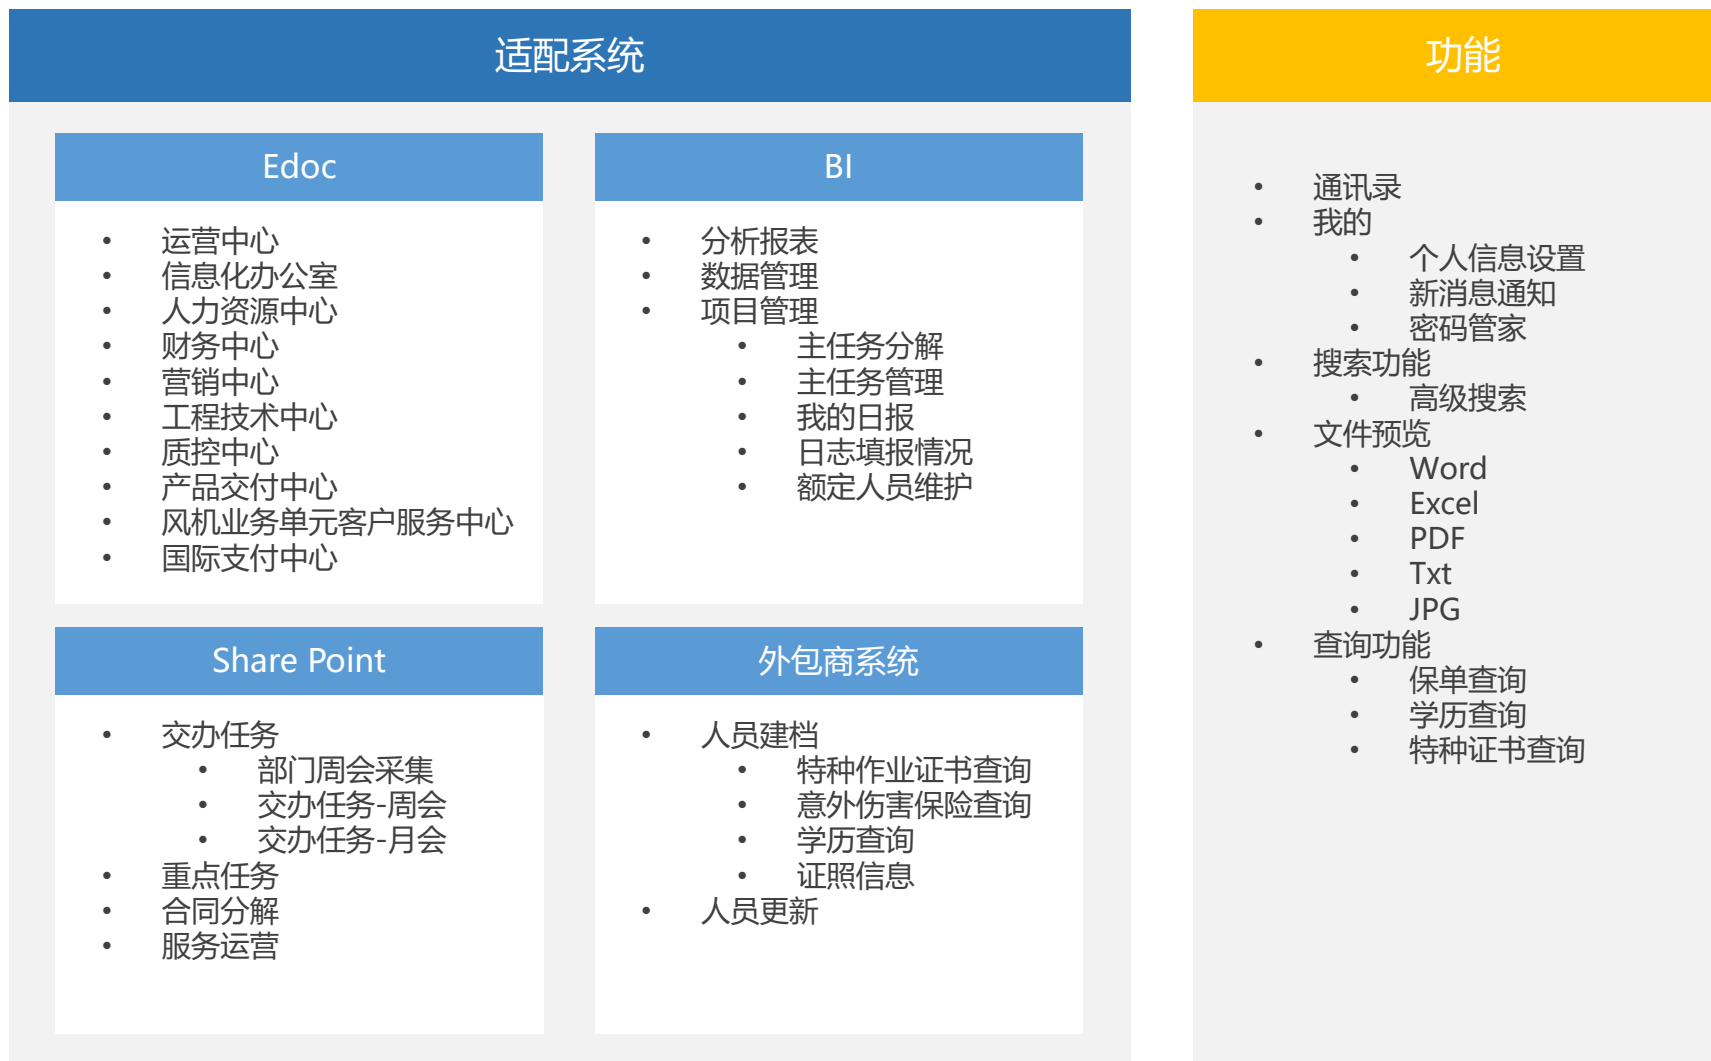 适配系统
Edoc
运营中心
信息化办公室
人力资源中心
财务中心
营销中心
工程技术中心
质控中心
产品交付中心
风机业务单元客户服务中心
国际支付中心
BI
分析报表
数据管理
项目管理
主任务分解
主任务管理
我的日报
日志填报情况
额定人员维护
Share Point
交办任务
部门周会采集
交办任务-周会
交办任务-月会
重点任务
合同分解
服务运营
外包商系统
人员建档
特种作业证书查询
意外伤害保险查询
学历查询
证照信息
人员更新
功能
通讯录
我的
个人信息设置
新消息通知
密码管家
搜索功能
高级搜索
文件预览
Word
Excel
PDF
Txt
JPG
查询功能
保单查询
学历查询
特种证书查询